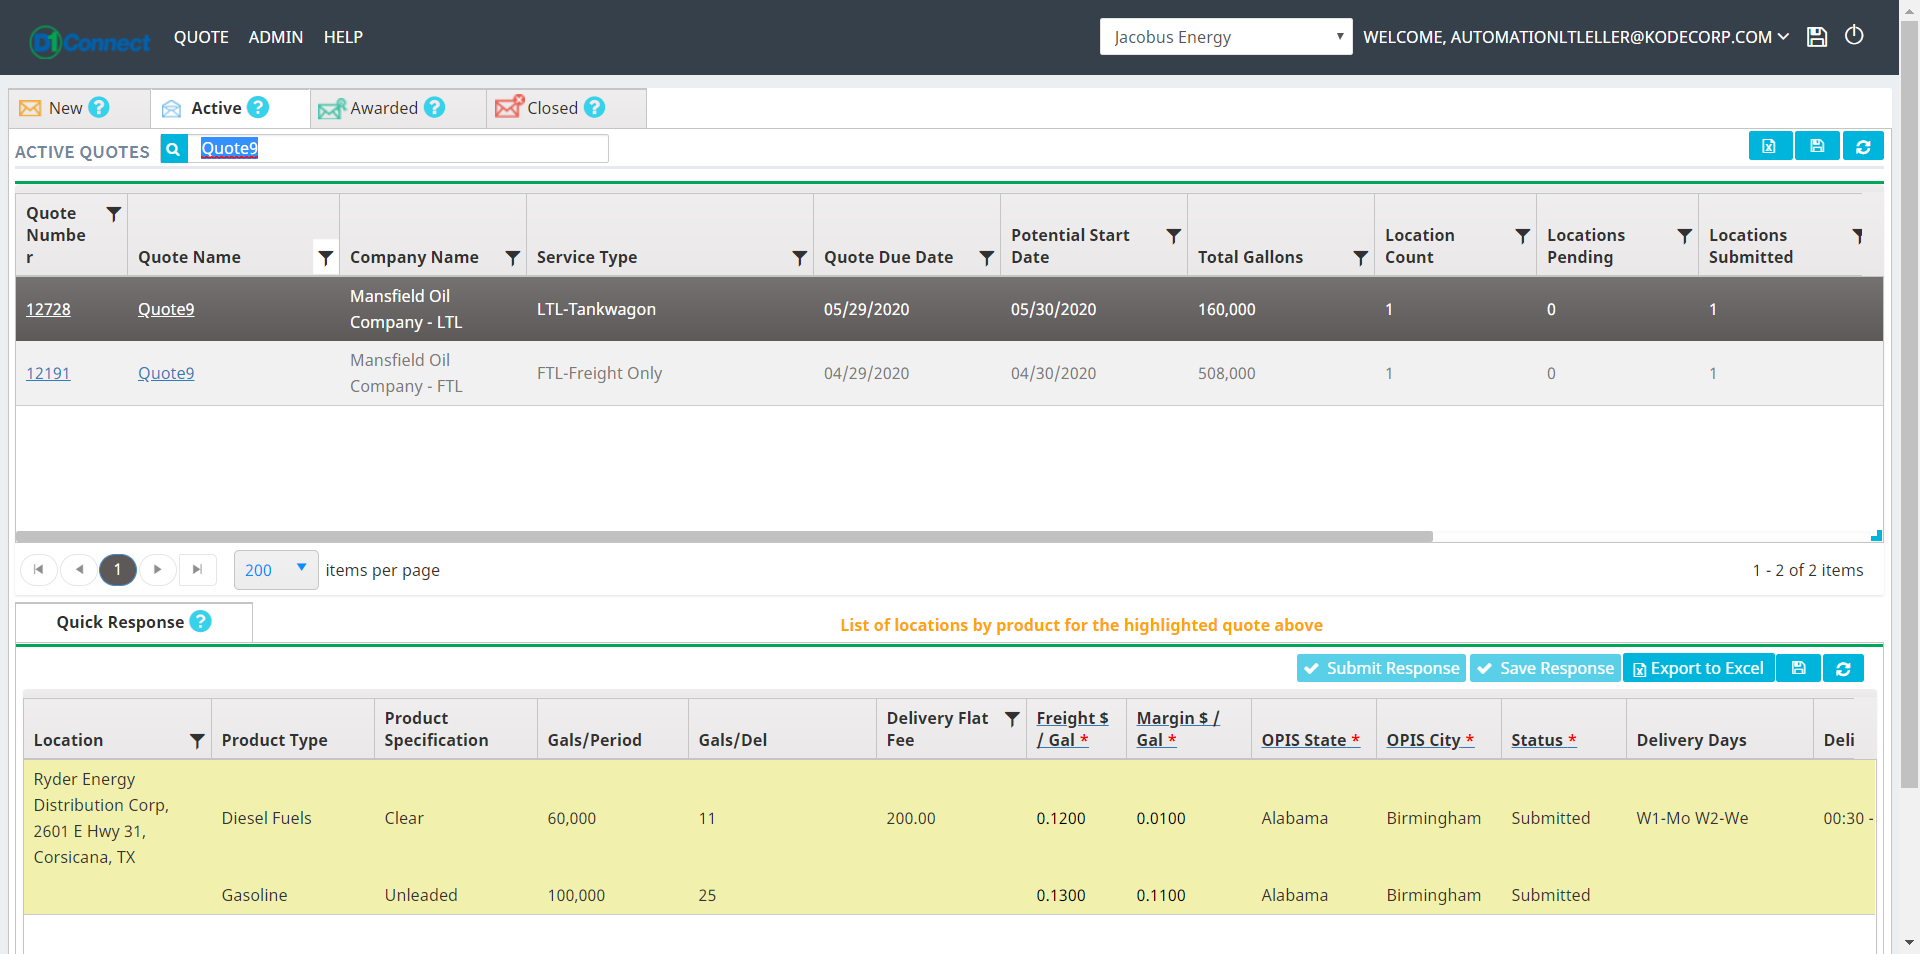 D1Connect
QUOTE ADMIN HELP
Jacobus Energy
WELCOME, AUTOMATIONLTLELLER@KODECORP.COM
New ?
Active ?
Awarded ?
Closed ?
ACTIVE QUOTES
Quote9
Quote Numbe
r
Quote Name
Company Name
Service Type
Quote Due Date
Potential Start
Date
Total Gallons
Location
Count
Locations
Pending
Locations
Submitted
12728
Quote9
Mansfield Oil
Company - LTL
LTL-Tankwagon
05/29/2020
05/30/2020
160,000
1
0
1
12191
Quote9
Mansfield Oil
Company - FTL
FTL-Freight Only
04/29/2020
04/30/2020
508,000
1
0
1
1
200
items per page
1 - 2 of 2 items
Quick Response ?
List of locations by product for the highlighted quote above
Submit Response
Save Response
Export to Excel
Location
Product Type
Product
Specification
Gals/Period
Gals/Del
Delivery Flat
Fee
Freight $
/ Gal *
Margin $ /
Gal *
OPIS State *
OPIS City *
Status *
Delivery Days
Deli
Ryder Energy
Distribution Corp,
2601 E Hwy 31,
Corsicana, TX
Diesel Fuels
Clear
60,000
11
200.00
0.1200
0.0100
Alabama
Birmingham
Submitted
W1-Mo W2-We
00:30 -
Gasoline
Unleaded
100,000
25
0.1300
0.1100
Alabama
Birmingham
Submitted